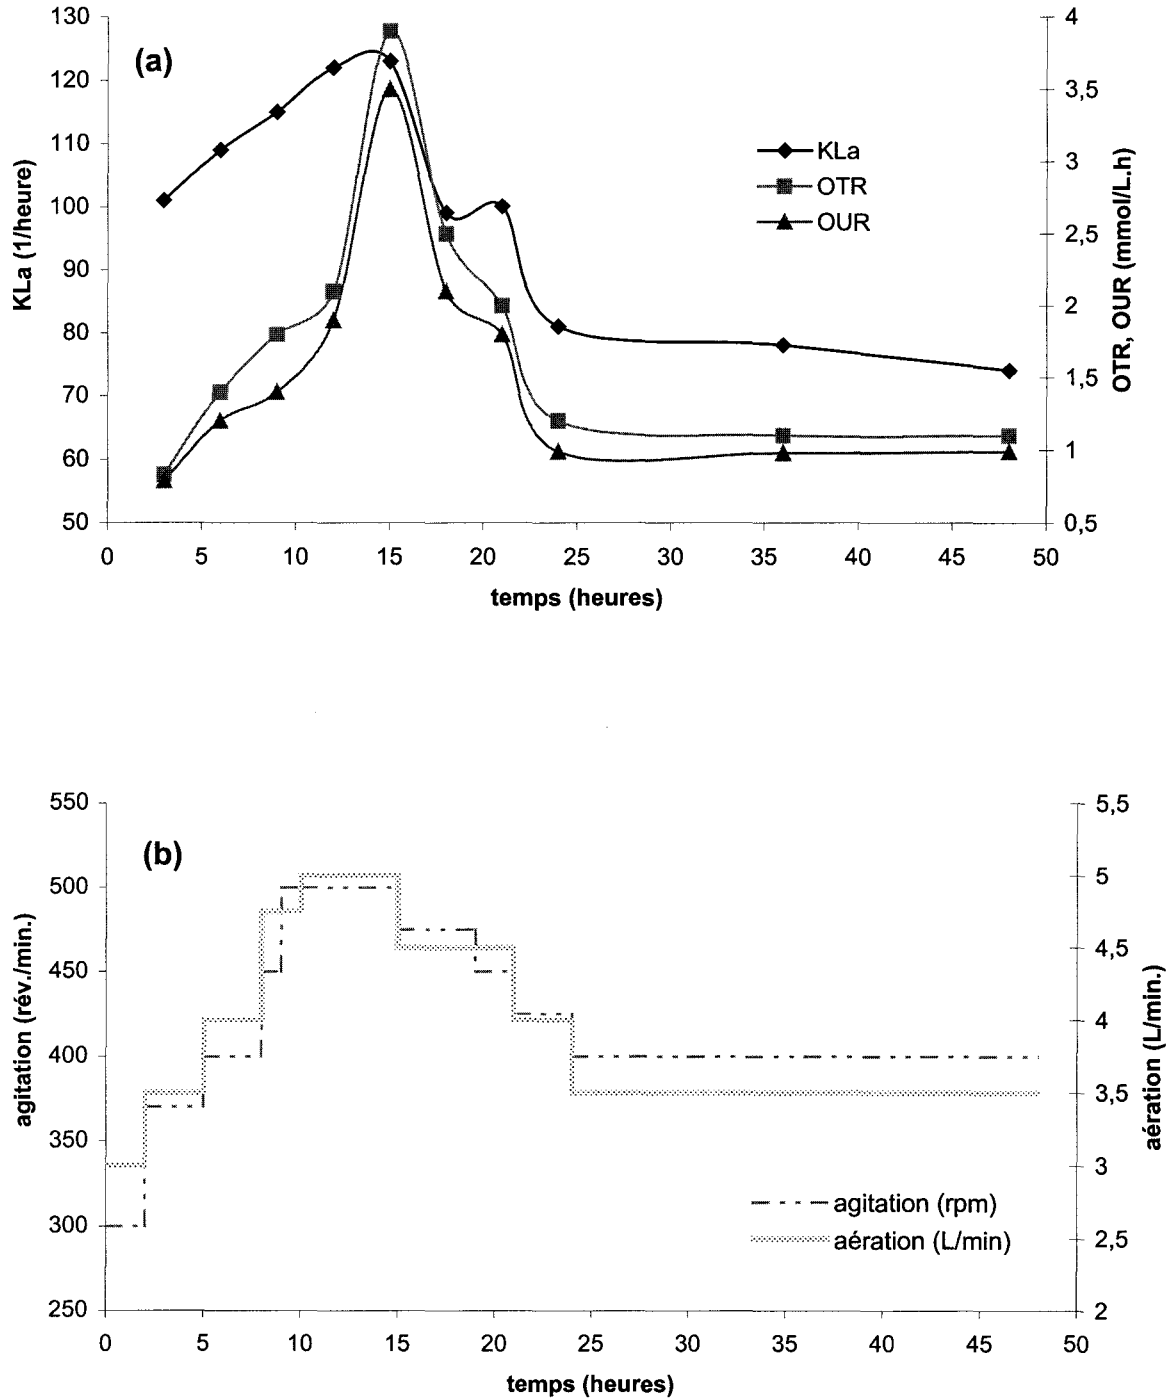 (a)
130
120
110
100
90
80
70
60
50
KLa (1/heure)
4
3,5
3
2,5
2
1,5
1
0,5
OTR, OUR (mmol/L.h)
KLa
OTR
OUR
0 5 10 15 20 25 30 35 40 45 50
temps (heures)
(b)
550
500
450
400
350
300
250
agitation (rév./min.)
5,5
5
4,5
4
3,5
3
2,5
2
aération (L/min.)
agitation (rpm)
aération (L/min)
0 5 10 15 20 25 30 35 40 45 50
temps (heures)